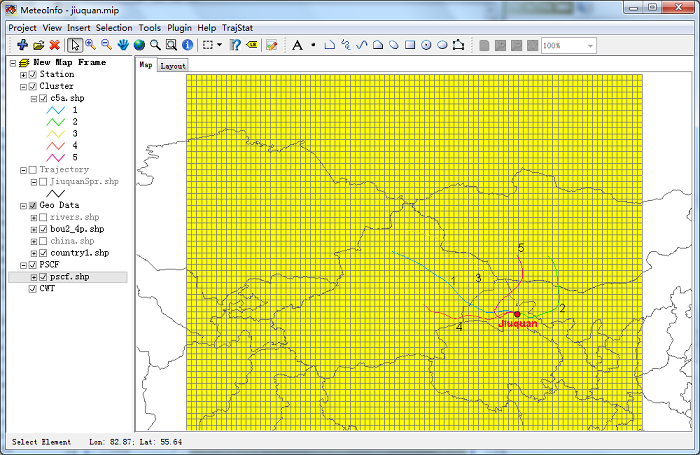 MeteoInfo - jiuquan.mip
Project View Insert Selection Tools Plugin Help TrajStat
A 100%
New Map Frame
Station
Cluster
c5a.shp
1
2
3
4
5
Trajectory
JiuquanSpr.shp
Geo Data
rivers.shp
bou2_4p.shp
china.shp
country1.shp
PSCF
pscf.shp
CWT
Map Layout
5
1
3
2
4
Jiuquan
Select Element Lon: 82.87; Lat: 55.64